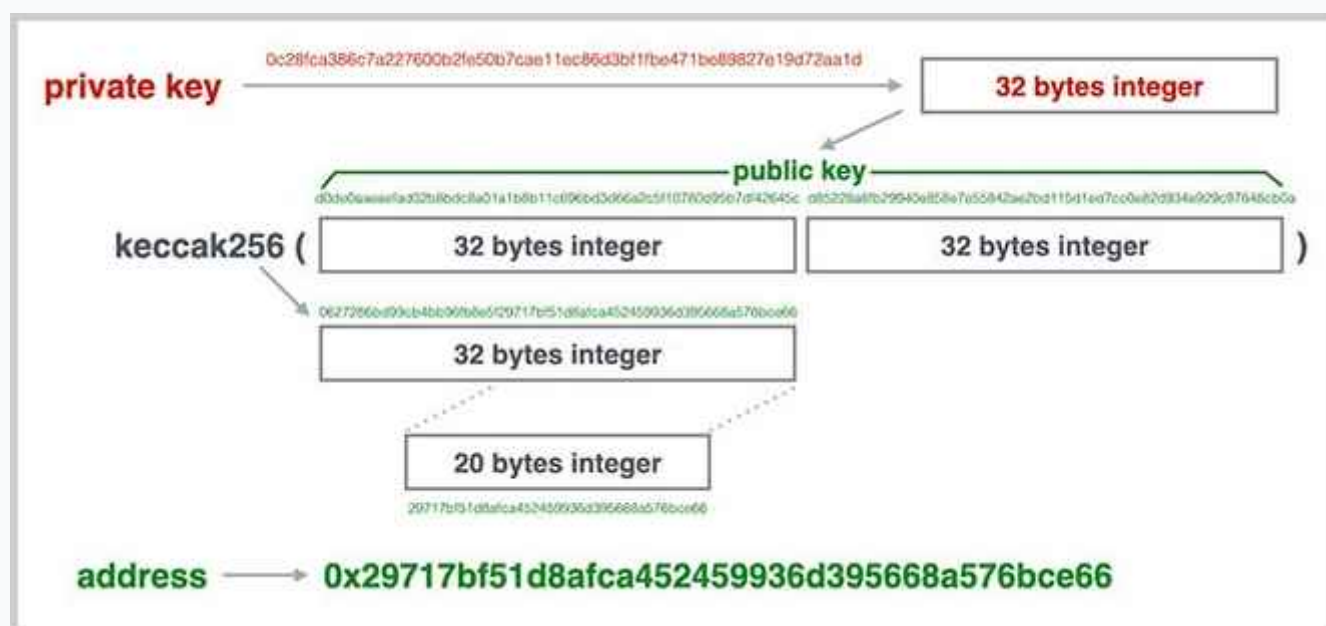 0c28fca386c7a227600b2fe50b7cae11ec86d3bf1fbe471be89827e19d72aa1d
private key
32 bytes integer
public key
keccak256 ( 32 bytes integer 32 bytes integer )
32 bytes integer
20 bytes integer
29717bf51d8afca452459936d395668a576bce66
address 0x29717bf51d8afca452459936d395668a576bce66